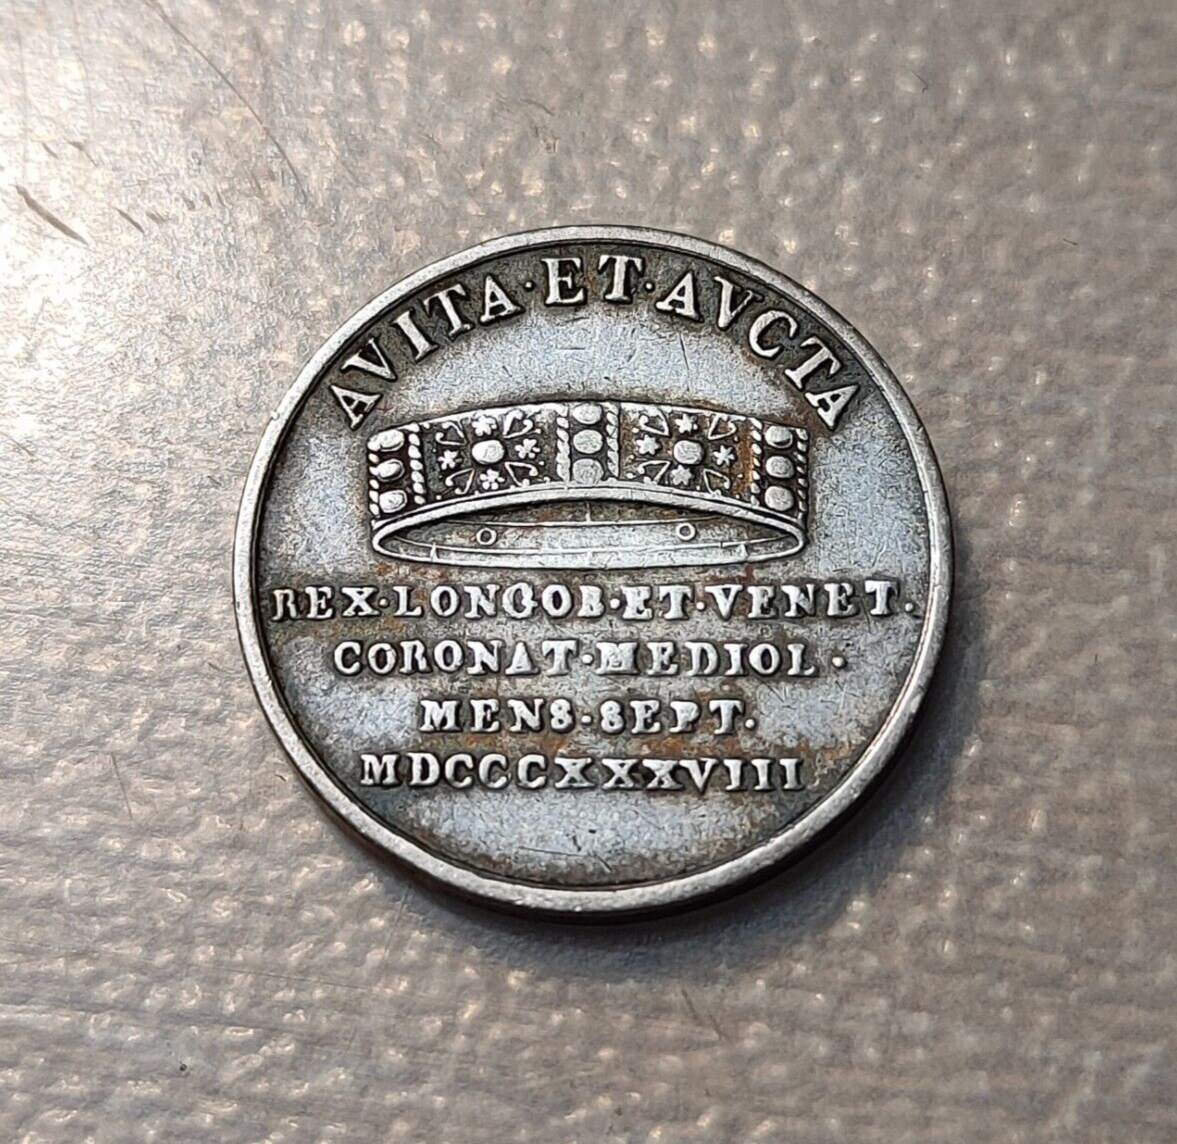 AVITA·ET·AVCTA
REX·LONGOB·ET·VENET.
CORONAT·MEDIOL·
MENS·SEPT.
MDCCCXXXVIII